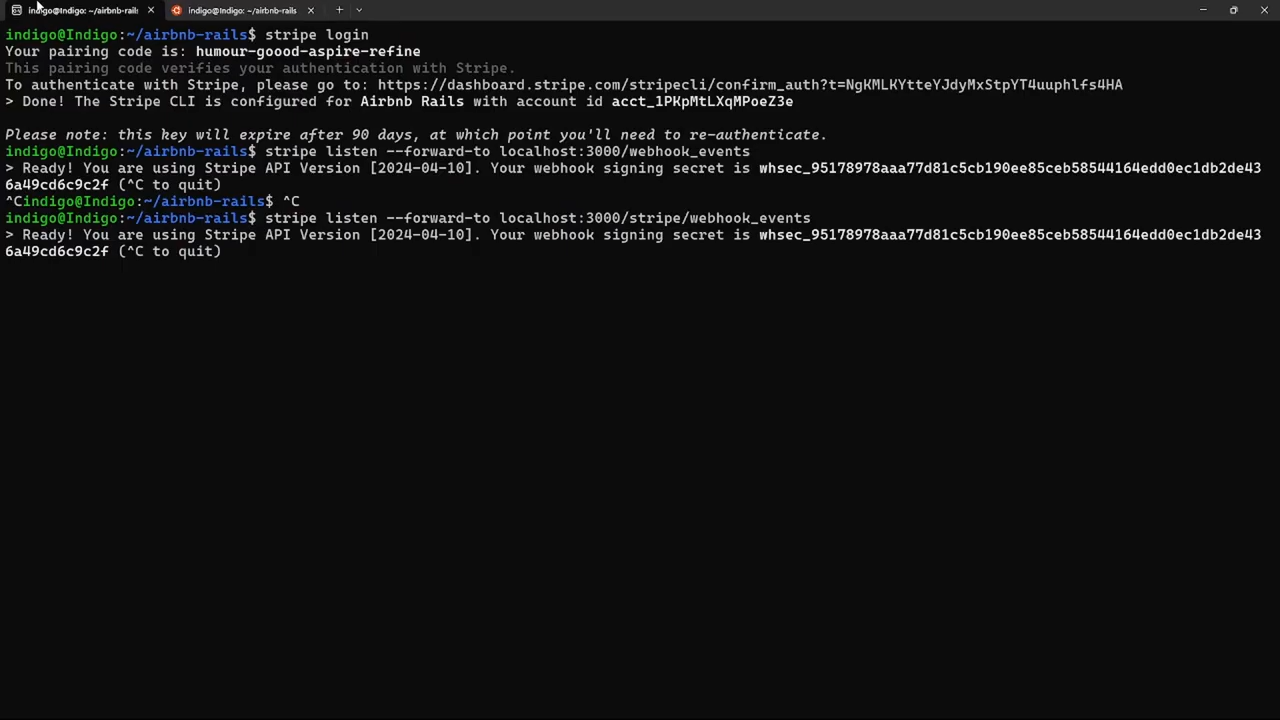 indigo@Indigo: ~/airbnb-rails
indigo@Indigo: ~/airbnb-rails
indigo@Indigo:~/airbnb-rails$ stripe login
Your pairing code is: humour-goood-aspire-refine
This pairing code verifies your authentication with Stripe.
To authenticate with Stripe, please go to: https://dashboard.stripe.com/stripecli/confirm_auth?t=NgKMLKYtteYJdyMxStpYT4uuphlfs4HA
> Done! The Stripe CLI is configured for Airbnb Rails with account id acct_1PKpMtLXqMPoeZ3e
Please note: this key will expire after 90 days, at which point you'll need to re-authenticate.
indigo@Indigo:~/airbnb-rails$ stripe listen --forward-to localhost:3000/webhook_events
> Ready! You are using Stripe API Version [2024-04-10]. Your webhook signing secret is whsec_95178978aaa77d81c5cb190ee85ceb58544164edd0ec1db2de43
6a49cd6c9c2f (^C to quit)
^Cindigo@Indigo:~/airbnb-rails$ ^C
indigo@Indigo:~/airbnb-rails$ stripe listen --forward-to localhost:3000/stripe/webhook_events
> Ready! You are using Stripe API Version [2024-04-10]. Your webhook signing secret is whsec_95178978aaa77d81c5cb190ee85ceb58544164edd0ec1db2de43
6a49cd6c9c2f (^C to quit)